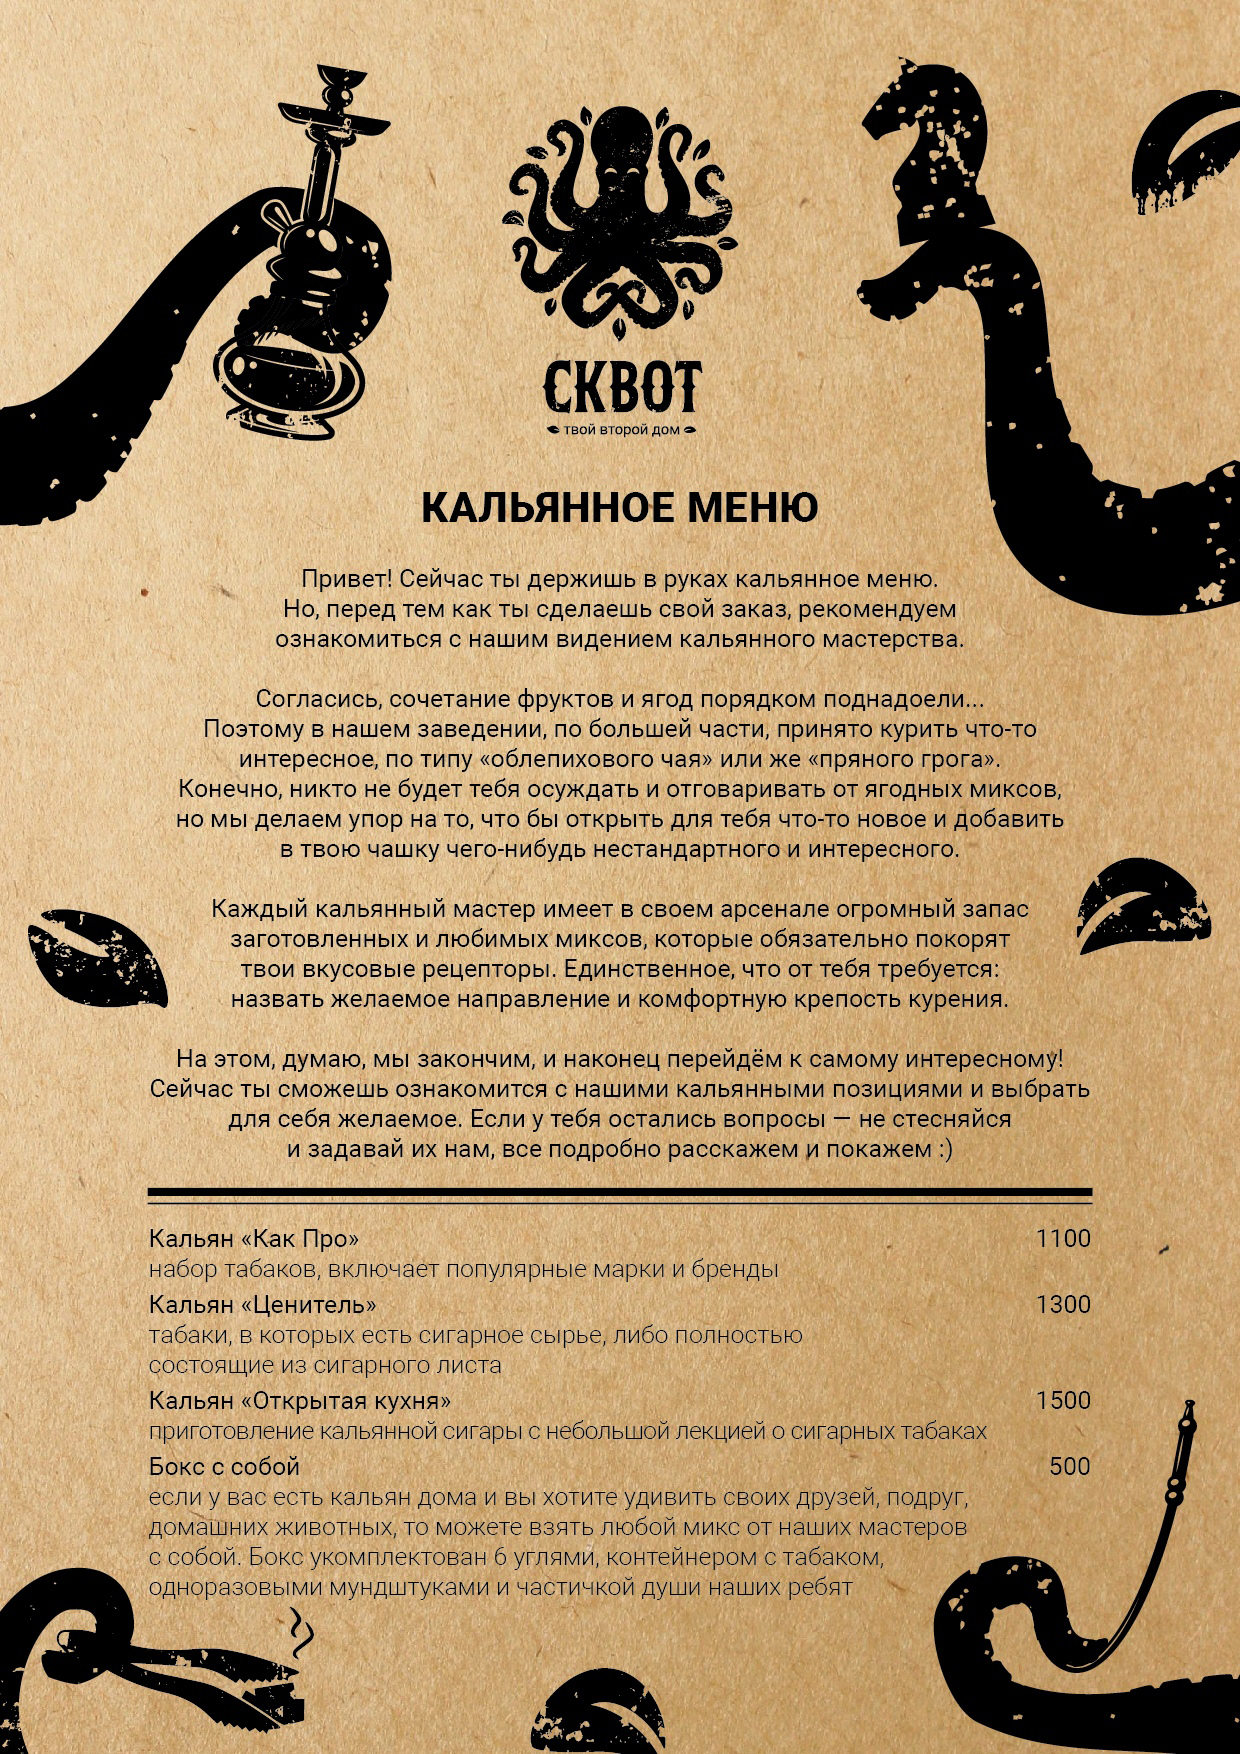 СКВОТ
твой второй дом
КАЛЬЯННОЕ МЕНЮ
Привет! Сейчас ты держишь в руках кальянное меню.
Но, перед тем как ты сделаешь свой заказ, рекомендуем
ознакомиться с нашим видением кальянного мастерства.
Согласись, сочетание фруктов и ягод порядком поднадоели...
Поэтому в нашем заведении, по большей части, принято курить что-то
интересное, по типу «облепихового чая» или же «пряного грога».
Конечно, никто не будет тебя осуждать и отговаривать от ягодных миксов,
но мы делаем упор на то, что бы открыть для тебя что-то новое и добавить
в твою чашку чего-нибудь нестандартного и интересного.
Каждый кальянный мастер имеет в своем арсенале огромный запас
заготовленных и любимых миксов, которые обязательно покорят
твои вкусовые рецепторы. Единственное, что от тебя требуется:
назвать желаемое направление и комфортную крепость курения.
На этом, думаю, мы закончим, и наконец перейдём к самому интересному!
Сейчас ты сможешь ознакомится с нашими кальянными позициями и выбрать
для себя желаемое. Если у тебя остались вопросы — не стесняйся
и задавай их нам, все подробно расскажем и покажем :)
Кальян «Как Про» 1100
набор табаков, включает популярные марки и бренды
Кальян «Ценитель» 1300
табаки, в которых есть сигарное сырье, либо полностью
состоящие из сигарного листа
Кальян «Открытая кухня» 1500
приготовление кальянной сигары с небольшой лекцией о сигарных табаках
Бокс с собой 500
если у вас есть кальян дома и вы хотите удивить своих друзей, подруг,
домашних животных, то можете взять любой микс от наших мастеров
с собой. Бокс укомплектован 6 углями, контейнером с табаком,
одноразовыми мундштуками и частичкой души наших ребят